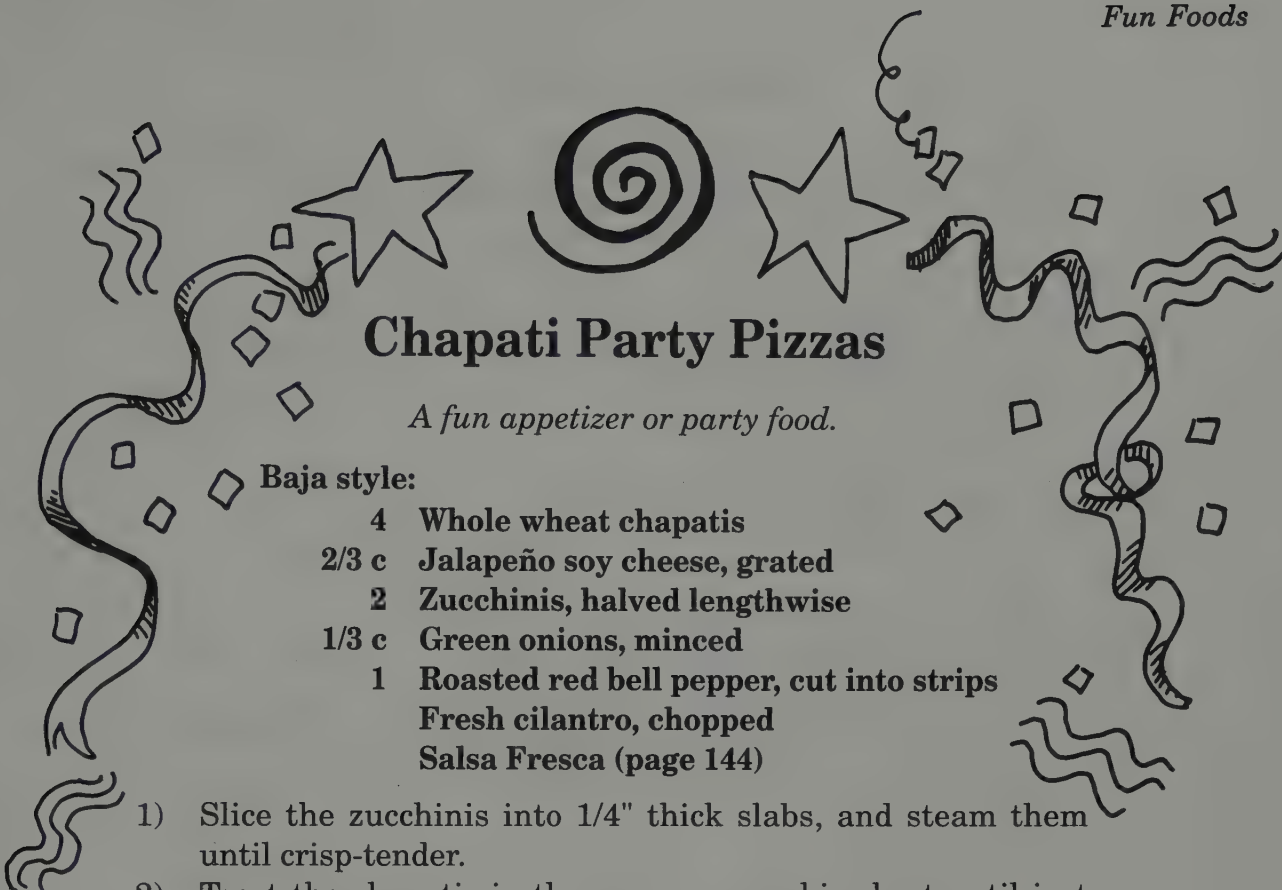 Fun Foods
Chapati Party Pizzas
A fun appetizer or party food.
Baja style:
4 Whole wheat chapatis
2/3 c Jalapeño soy cheese, grated
2 Zucchinis, halved lengthwise
1/3 c Green onions, minced
1 Roasted red bell pepper, cut into strips
Fresh cilantro, chopped
Salsa Fresca (page 144)
1) Slice the zucchinis into 1/4" thick slabs, and steam them
until crisp-tender.